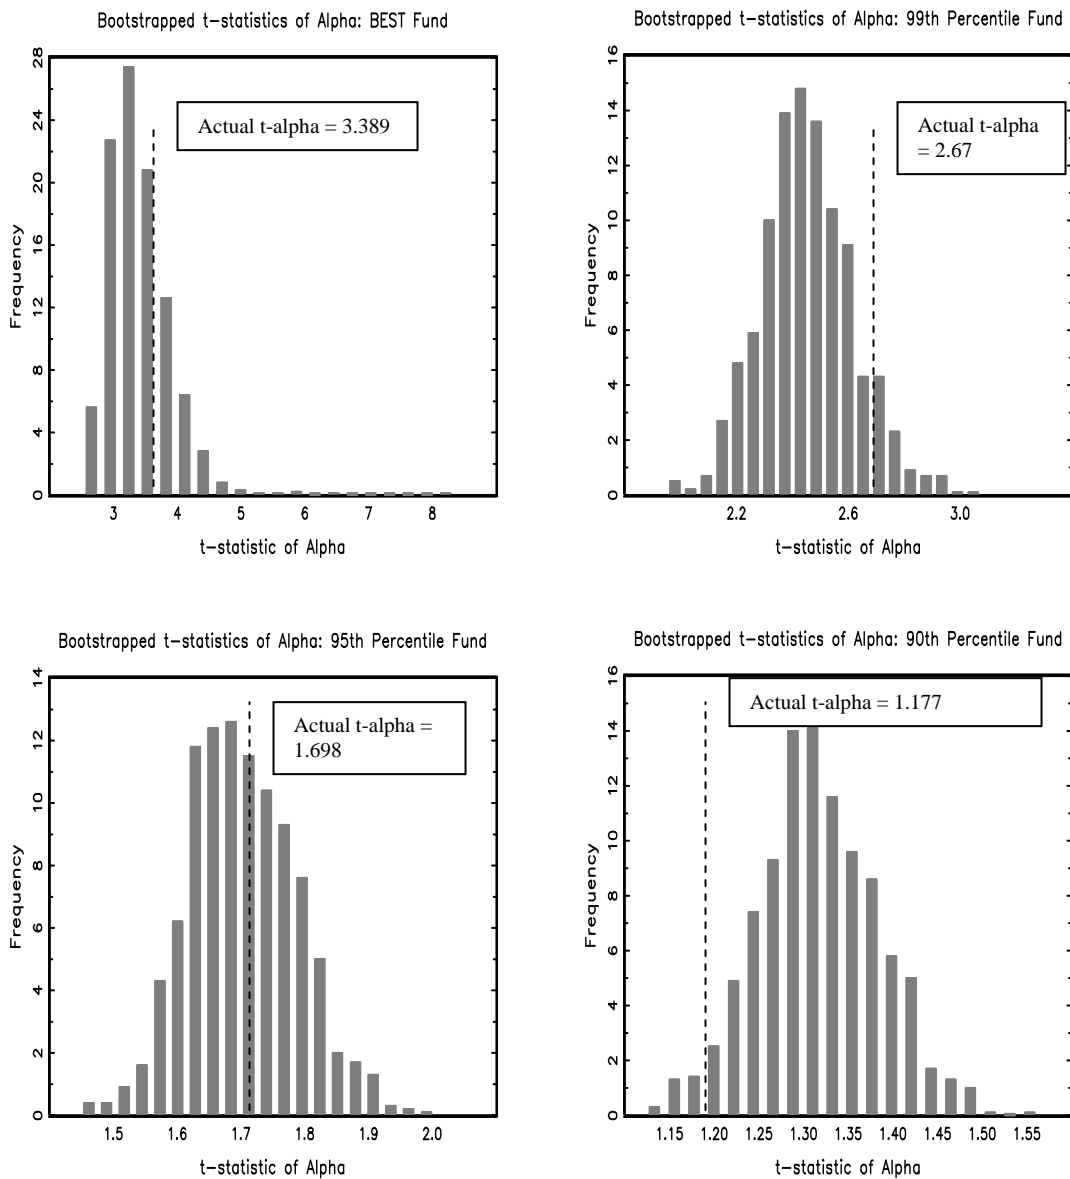 Bootstrapped t-statistics of Alpha: BEST Fund
28
24
20
16
12
8
4
0
Frequency
Actual t-alpha = 3.389
3 4 5 6 7 8
t-statistic of Alpha
Bootstrapped t-statistics of Alpha: 99th Percentile Fund
16
14
12
10
8
6
4
2
0
Frequency
Actual t-alpha
= 2.67
2.2 2.6 3.0
t-statistic of Alpha
Bootstrapped t-statistics of Alpha: 95th Percentile Fund
14
12
10
8
6
4
2
0
Frequency
Actual t-alpha =
1.698
1.5 1.6 1.7 1.8 1.9 2.0
t-statistic of Alpha
Bootstrapped t-statistics of Alpha: 90th Percentile Fund
16
14
12
10
8
6
4
2
0
Frequency
Actual t-alpha = 1.177
1.15 1.20 1.25 1.30 1.35 1.40 1.45 1.50 1.55
t-statistic of Alpha